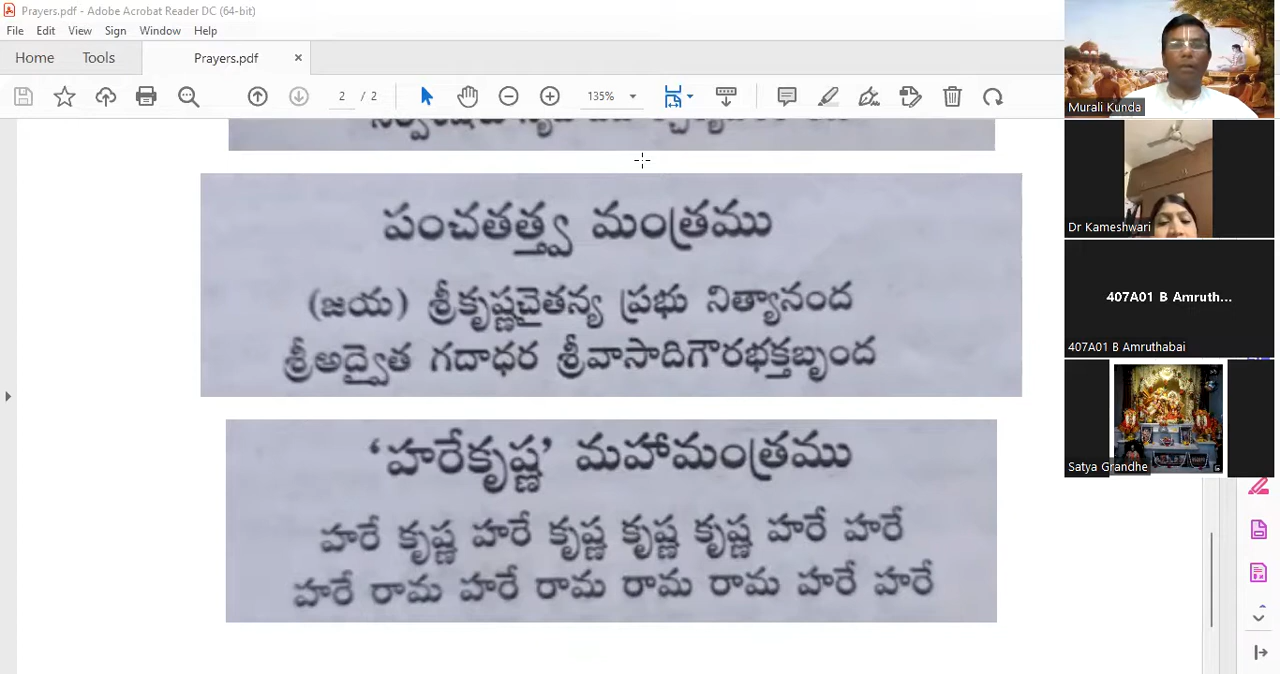 Prayers.pdf - Adobe Acrobat Reader DC (64-bit)
File Edit View Sign Window Help
Home Tools Prayers.pdf ×
2 / 2 135%
పంచతత్త్వ మంత్రము
(జయ) శ్రీకృష్ణచైతన్య ప్రభు నిత్యానంద
శ్రీఅద్వైత గదాధర శ్రీవాసాదిగౌరభక్తబృంద
‘హరేకృష్ణ’ మహామంత్రము
హరే కృష్ణ హరే కృష్ణ కృష్ణ కృష్ణ హరే హరే
హరే రామ హరే రామ రామ రామ హరే హరే
Murali Kunda
Dr Kameshwari
407A01 B Amruth...
407A01 B Amruthabai
Satya Grandhe